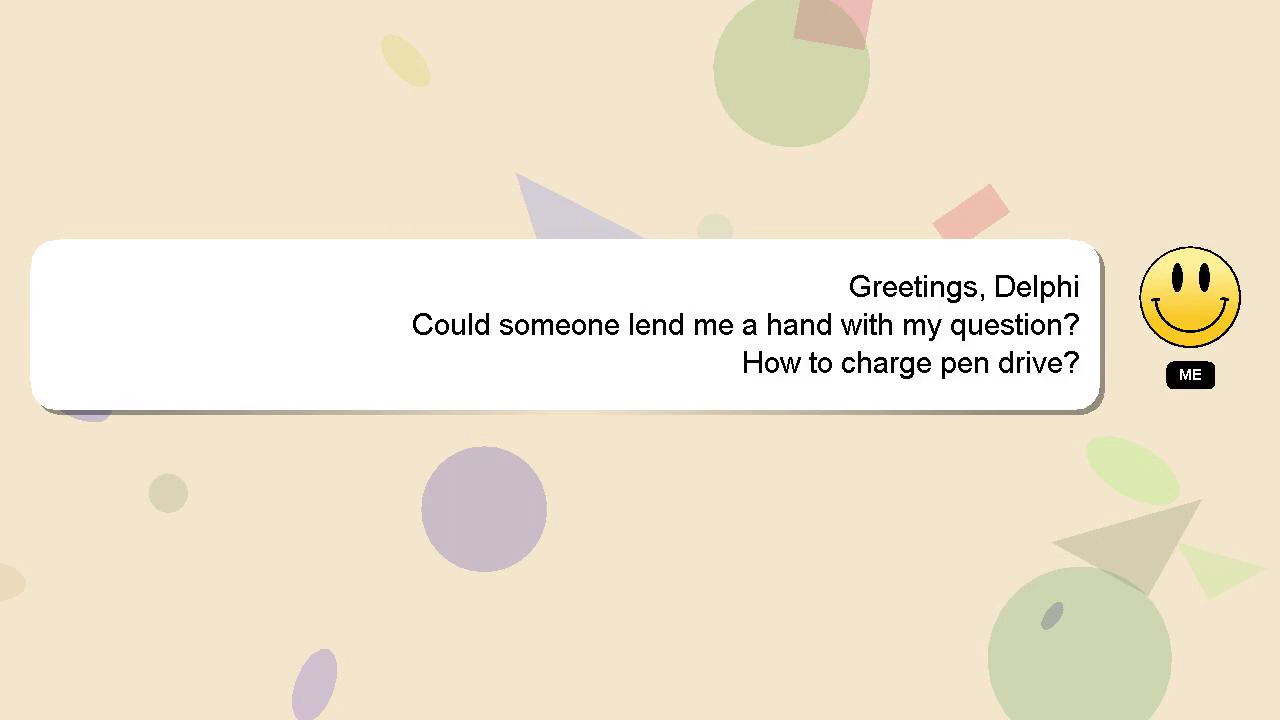 Greetings, Delphi
Could someone lend me a hand with my question?
How to charge pen drive?
ME